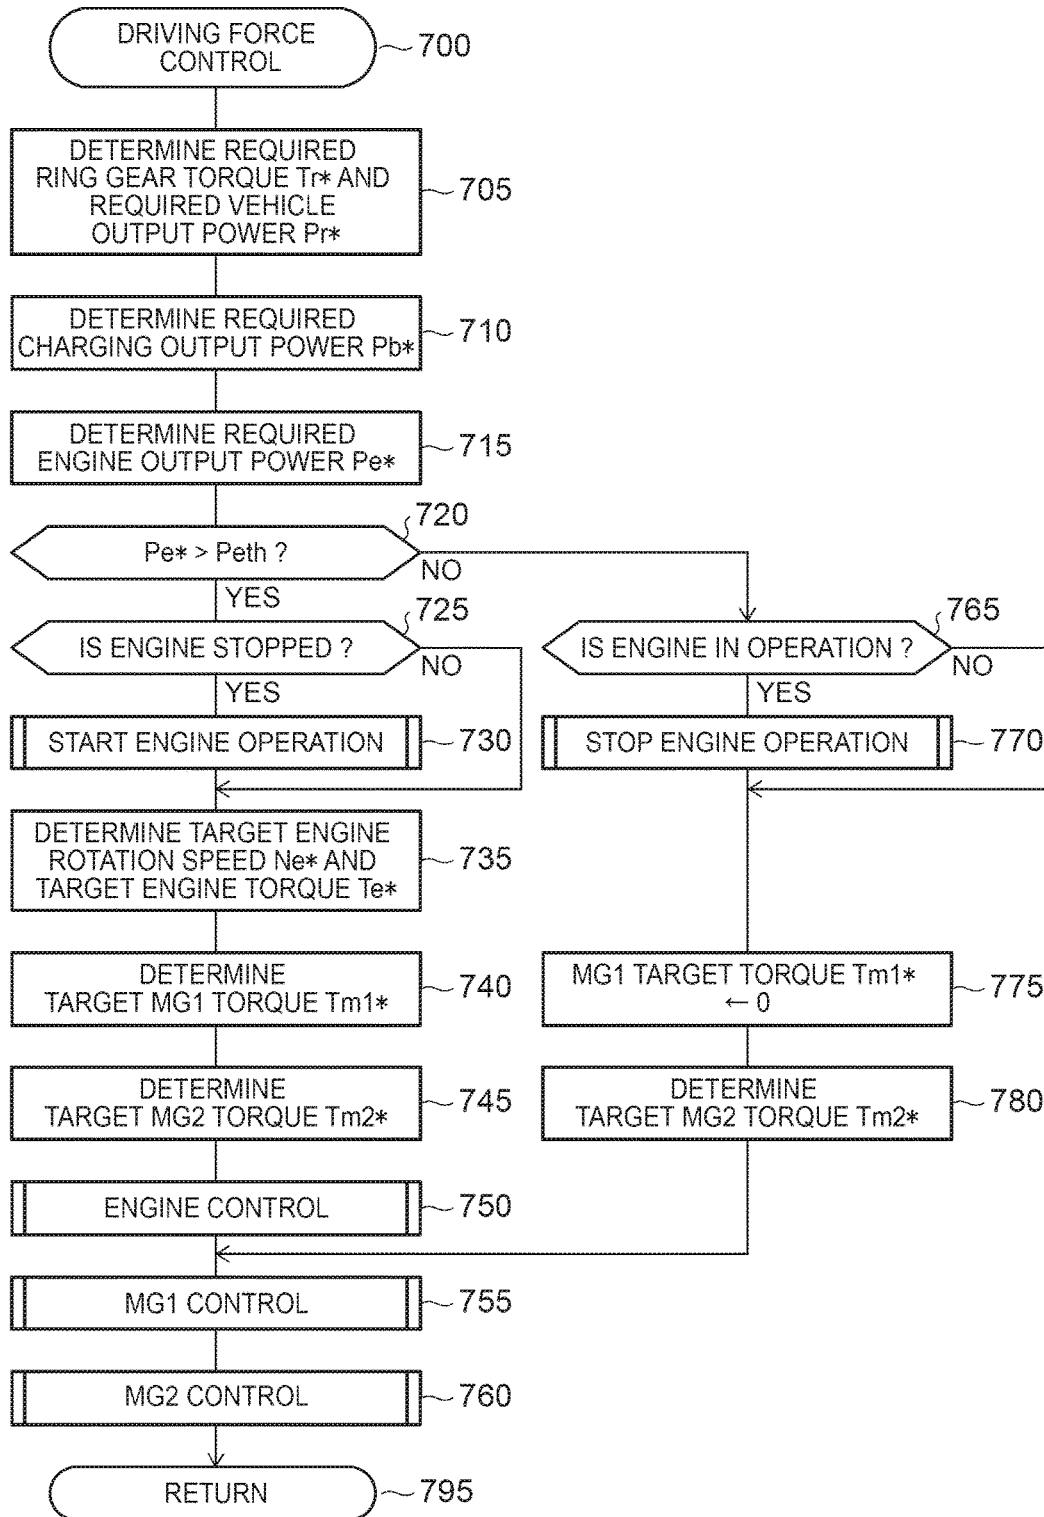 DRIVING FORCE
CONTROL
700
DETERMINE REQUIRED
RING GEAR TORQUE Tr* AND
REQUIRED VEHICLE
OUTPUT POWER Pr*
705
DETERMINE REQUIRED
CHARGING OUTPUT POWER Pb*
710
DETERMINE REQUIRED
ENGINE OUTPUT POWER Pe*
715
Pe* > Peth ?
720
NO
YES
IS ENGINE STOPPED ?
725
NO
YES
IS ENGINE IN OPERATION ?
765
NO
YES
START ENGINE OPERATION
730
STOP ENGINE OPERATION
770
DETERMINE TARGET ENGINE
ROTATION SPEED Ne* AND
TARGET ENGINE TORQUE Te*
735
DETERMINE
TARGET MG1 TORQUE Tm1*
740
MG1 TARGET TORQUE Tm1*
← 0
775
DETERMINE
TARGET MG2 TORQUE Tm2*
745
DETERMINE
TARGET MG2 TORQUE Tm2*
780
ENGINE CONTROL
750
MG1 CONTROL
755
MG2 CONTROL
760
RETURN
795